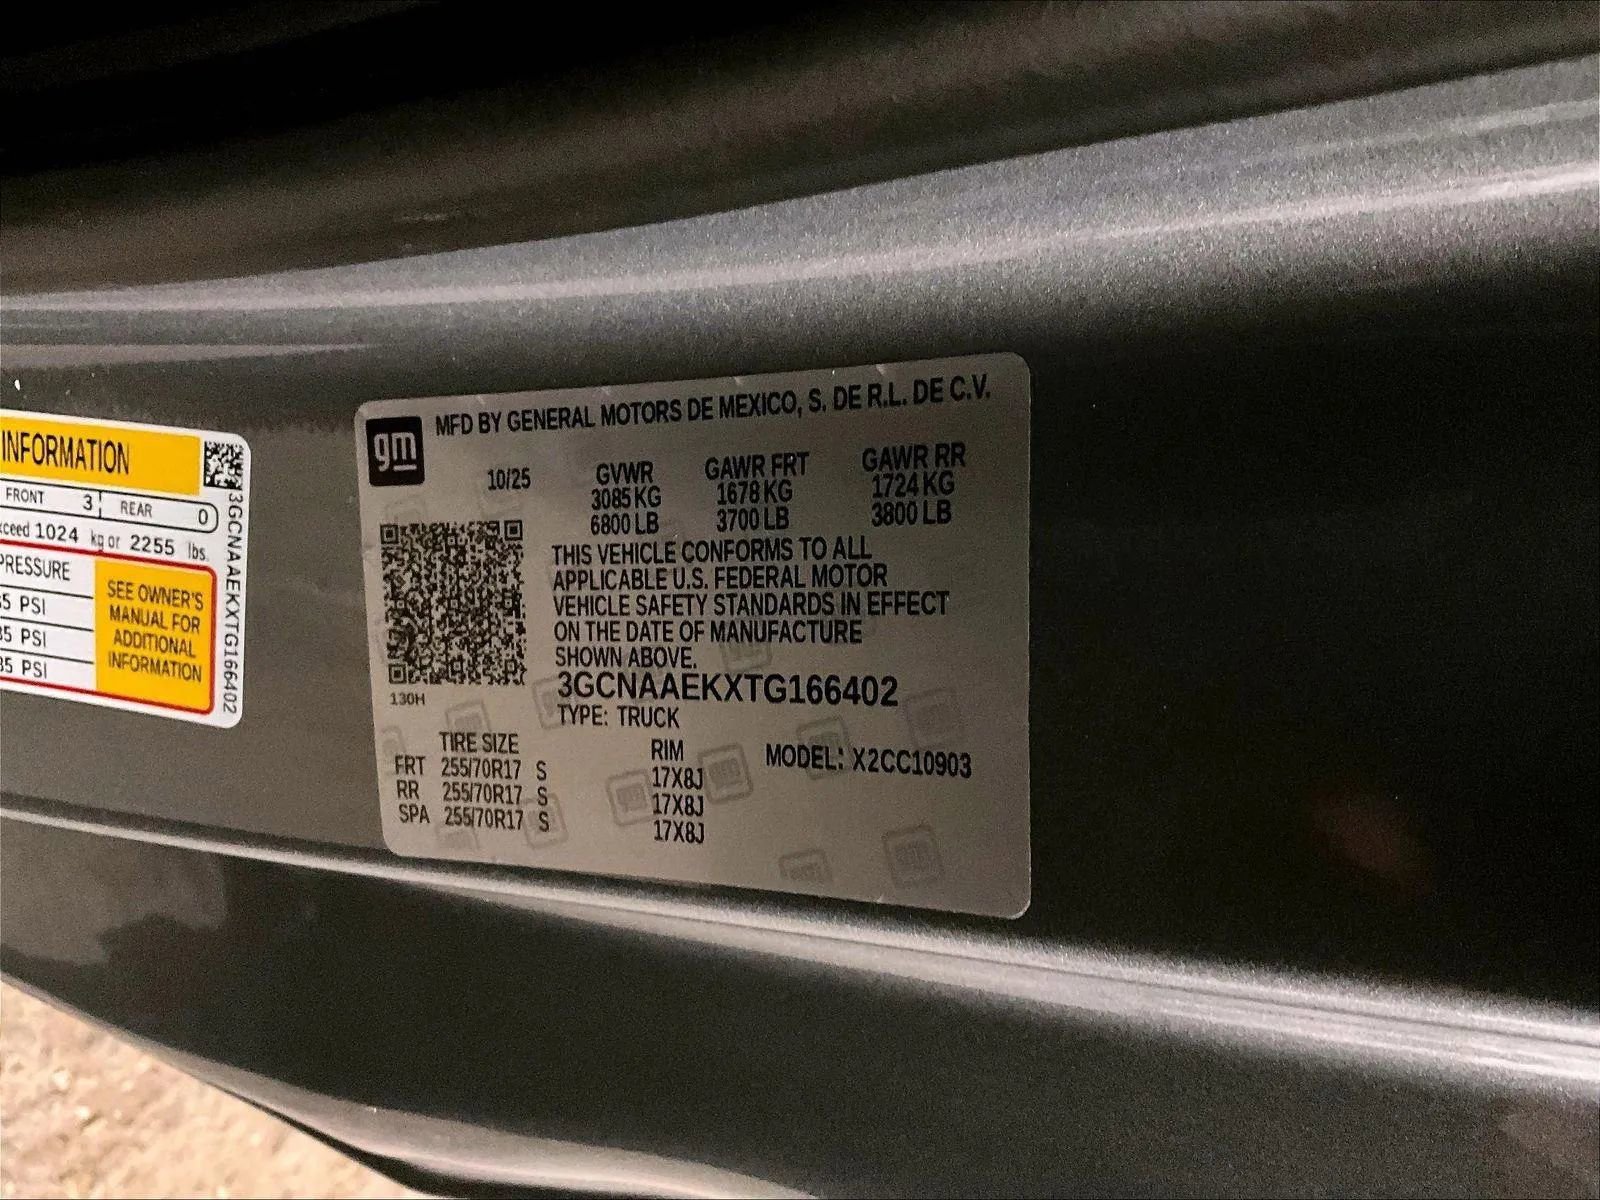 INFORMATION
FRONT 3 REAR 0
xceed 1024 kg or 2255 lbs.
PRESSURE
5 PSI
35 PSI
35 PSI
SEE OWNER'S
MANUAL FOR
ADDITIONAL
INFORMATION
3GCNAAEKXTG166402
gm
MFD BY GENERAL MOTORS DE MEXICO, S. DE R.L. DE C.V.
10/25 GVWR GAWR FRT GAWR RR
3085 KG 1678 KG 1724 KG
6800 LB 3700 LB 3800 LB
THIS VEHICLE CONFORMS TO ALL
APPLICABLE U.S. FEDERAL MOTOR
VEHICLE SAFETY STANDARDS IN EFFECT
ON THE DATE OF MANUFACTURE
SHOWN ABOVE.
130H
3GCNAAEKXTG166402
TYPE: TRUCK
TIRE SIZE RIM MODEL: X2CC10903
FRT 255/70R17 S 17X8J
RR 255/70R17 S 17X8J
SPA 255/70R17 S 17X8J